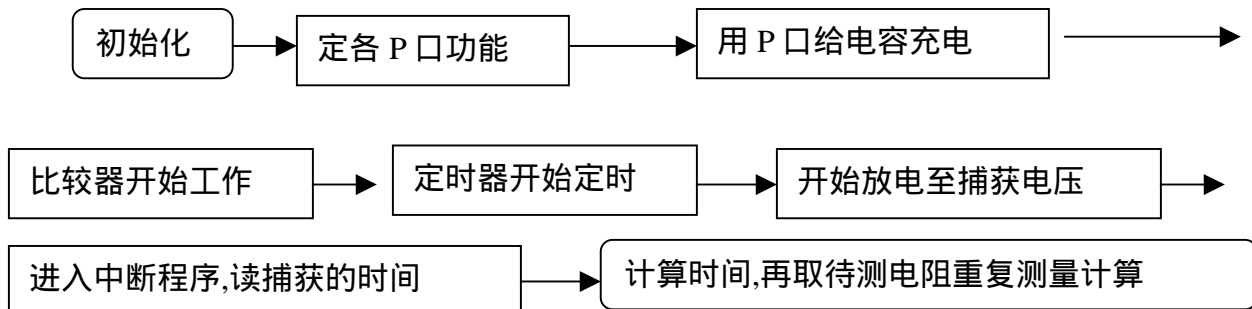 初始化
定各 P 口功能
用 P 口给电容充电
比较器开始工作
定时器开始定时
开始放电至捕获电压
进入中断程序,读捕获的时间
计算时间,再取待测电阻重复测量计算